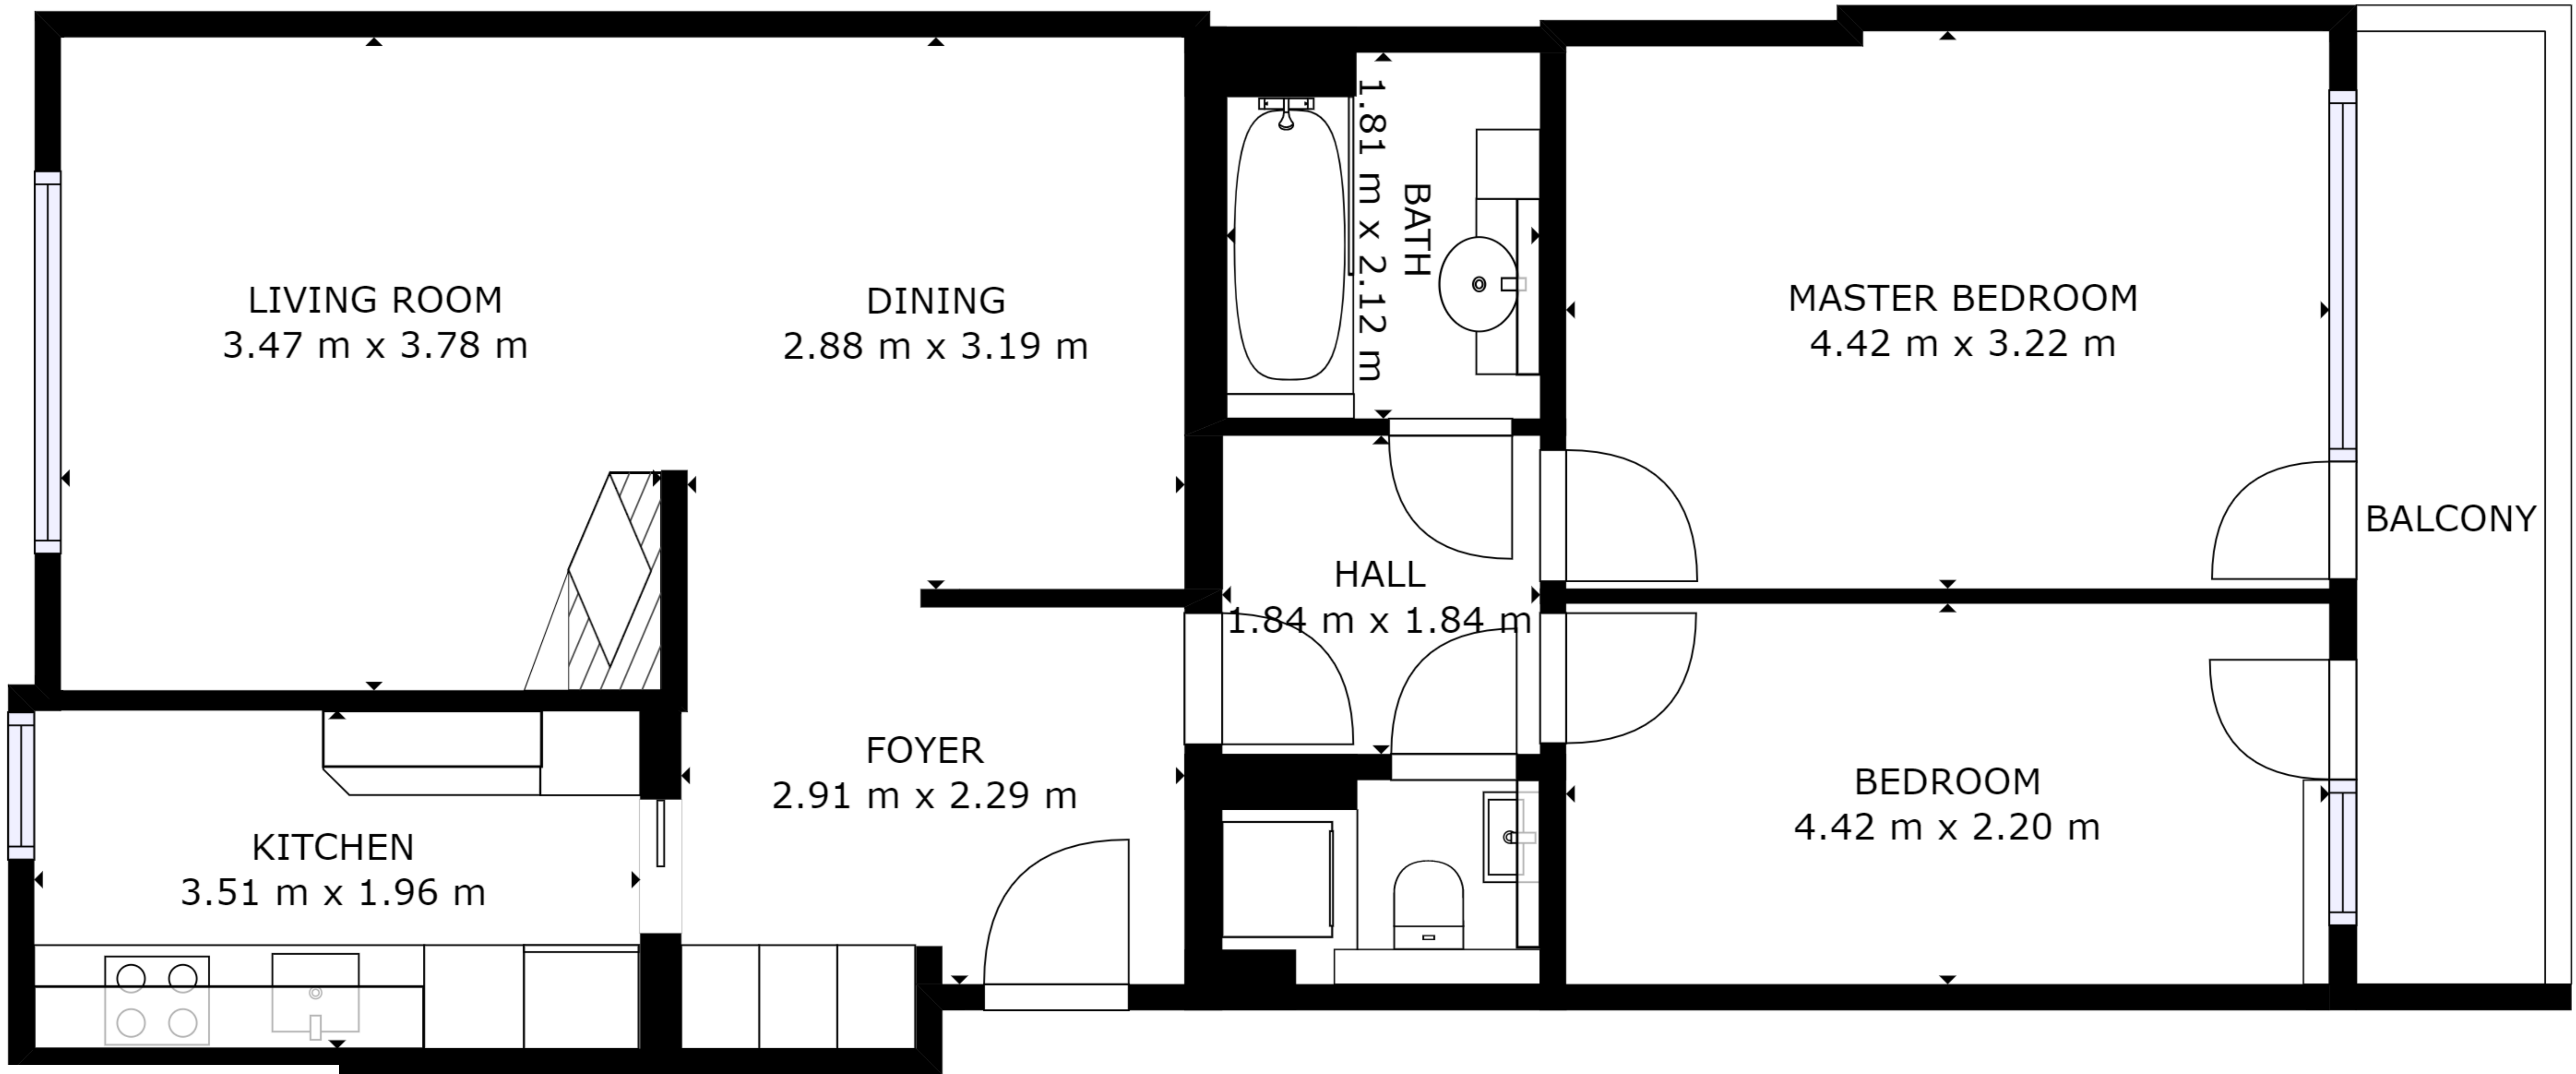 LIVING ROOM
3.47 m x 3.78 m
DINING
2.88 m x 3.19 m
BATH
1.81 m x 2.12 m
MASTER BEDROOM
4.42 m x 3.22 m
BALCONY
HALL
1.84 m x 1.84 m
FOYER
2.91 m x 2.29 m
BEDROOM
4.42 m x 2.20 m
KITCHEN
3.51 m x 1.96 m